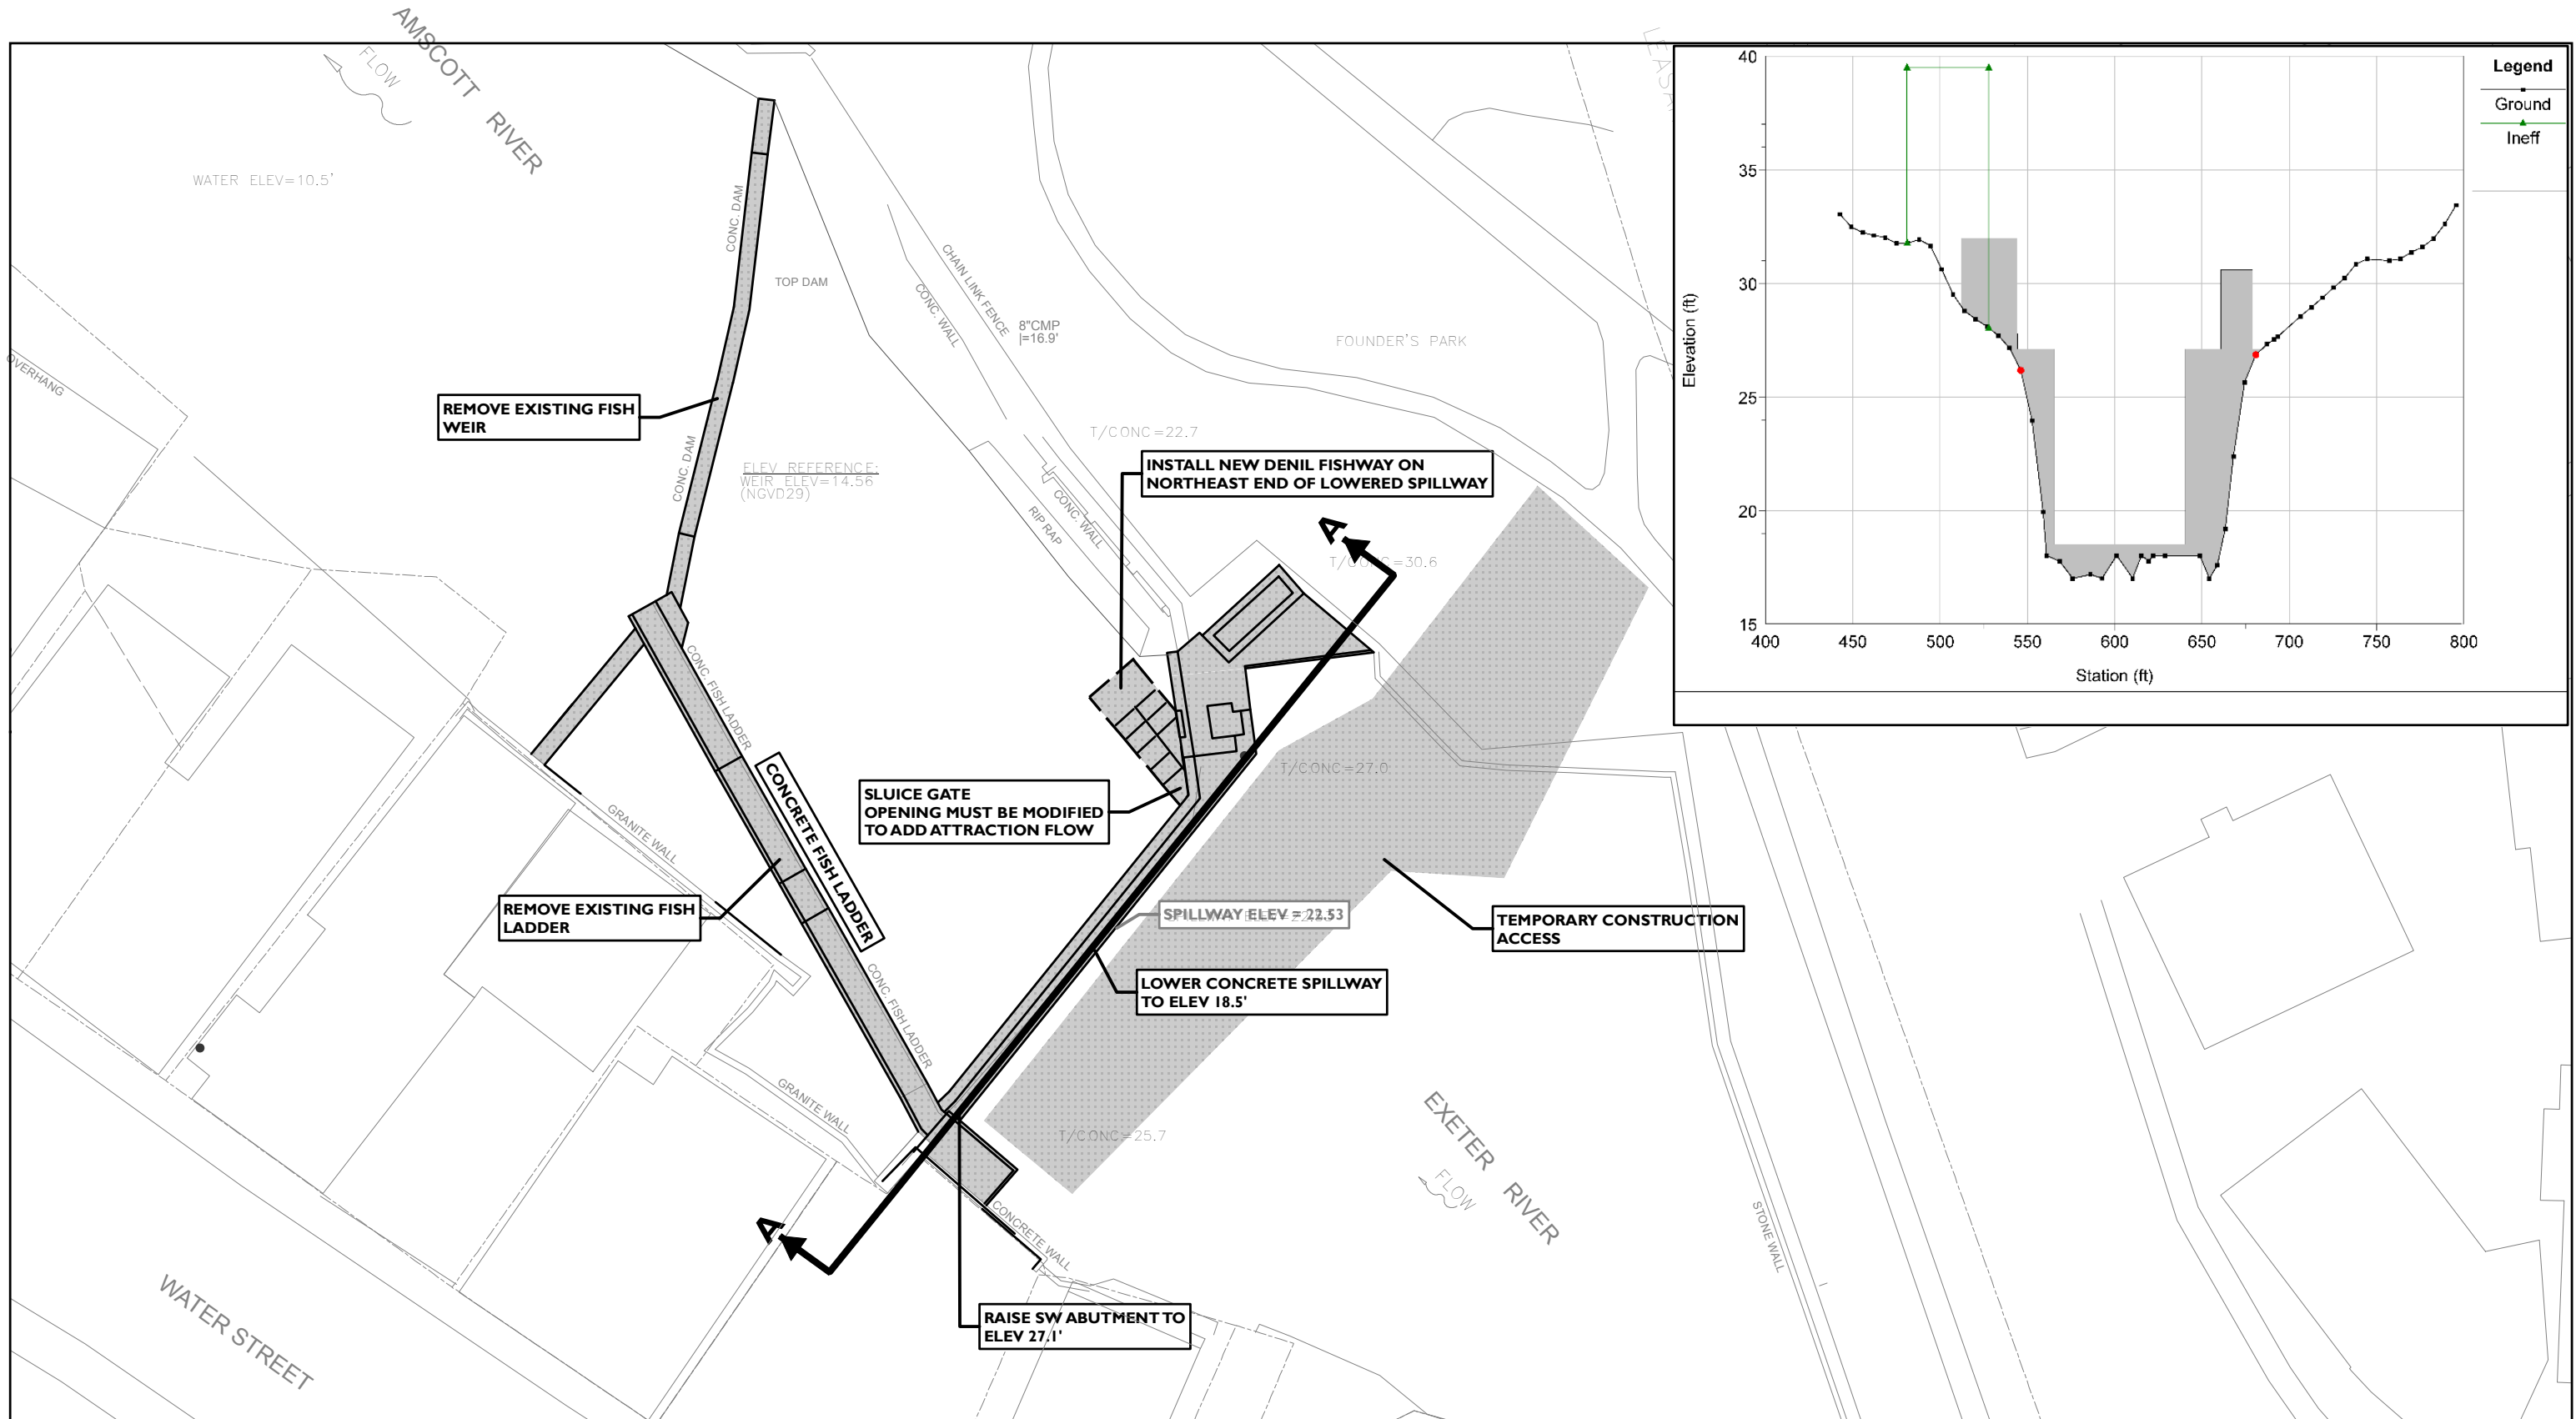 AMSCOTT RIVER
FLOW
WATER ELEV=10.5'
CONC. DAM
TOP DAM
CHAIN LINK FENCE
CONC. WALL
8"CMP
|=16.9'
FOUNDER'S PARK
OVERHANG
REMOVE EXISTING FISH
WEIR
T/CONC=22.7
CONC. DAM
ELEV REFERENCE:
WEIR ELEV=14.56
(NGVD29)
INSTALL NEW DENIL FISHWAY ON
NORTHEAST END OF LOWERED SPILLWAY
RIP RAP
CONC. WALL
A
T/CONC=30.6
CONC. FISH LADDER
CONCRETE FISH LADDER
T/CONC=27.0
SLUICE GATE
OPENING MUST BE MODIFIED
TO ADD ATTRACTION FLOW
GRANITE WALL
REMOVE EXISTING FISH
LADDER
SPILLWAY ELEV = 22.53
TEMPORARY CONSTRUCTION
ACCESS
LOWER CONCRETE SPILLWAY
TO ELEV 18.5'
CONC. FISH LADDER
GRANITE WALL
T/CONC=25.7
EXETER RIVER
FLOW
STONE WALL
CONCRETE WALL
A
WATER STREET
RAISE SW ABUTMENT TO
ELEV 27.1'
Legend
Ground
Ineff
Elevation (ft)
40
35
30
25
20
15
400 450 500 550 600 650 700 750 800
Station (ft)